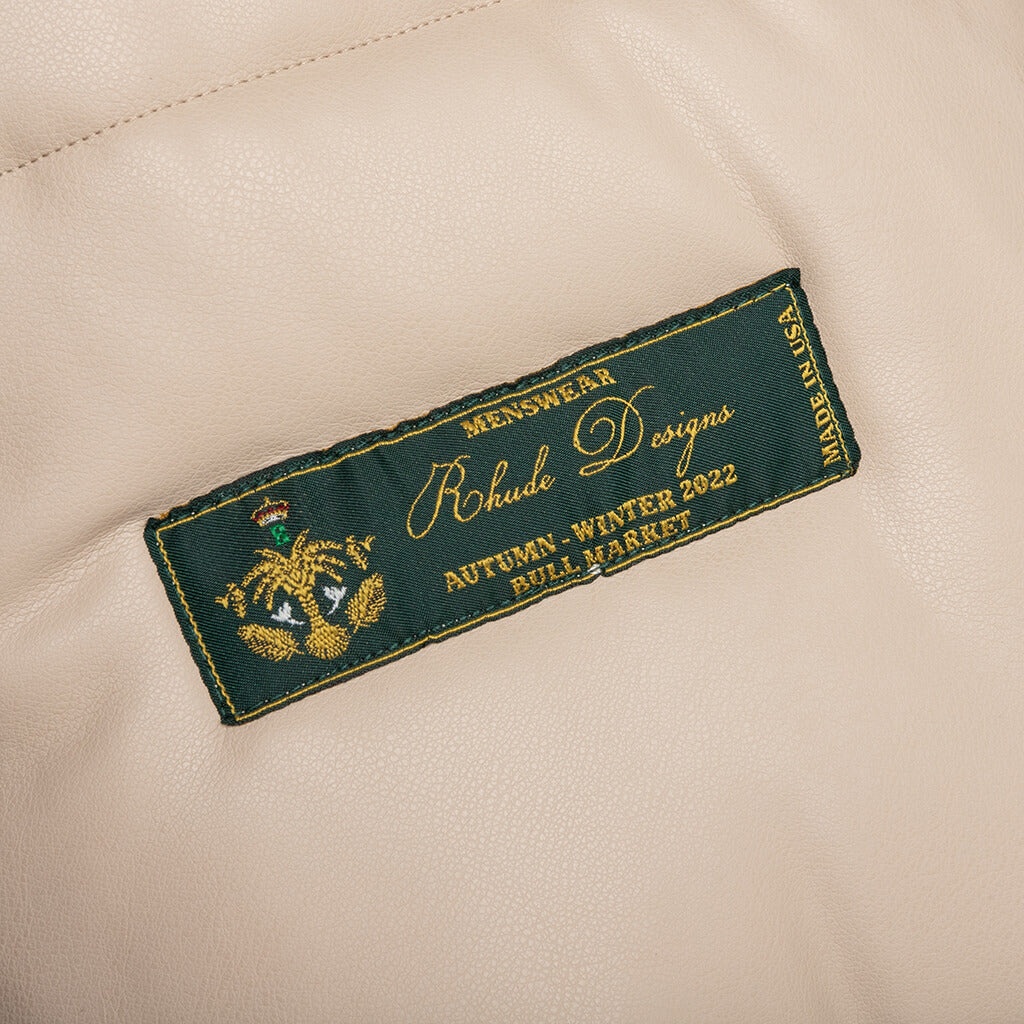 MENSWEAR
Rhude Designs
AUTUMN - WINTER 2022
BULL MARKET
MADE IN USA